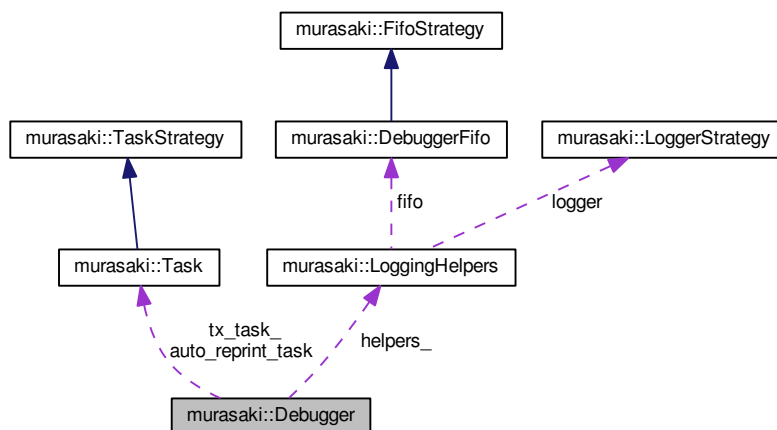 murasaki::FifoStrategy
murasaki::TaskStrategy
murasaki::DebuggerFifo
murasaki::LoggerStrategy
fifo
logger
murasaki::Task
murasaki::LoggingHelpers
tx_task_
auto_reprint_task
helpers_
murasaki::Debugger